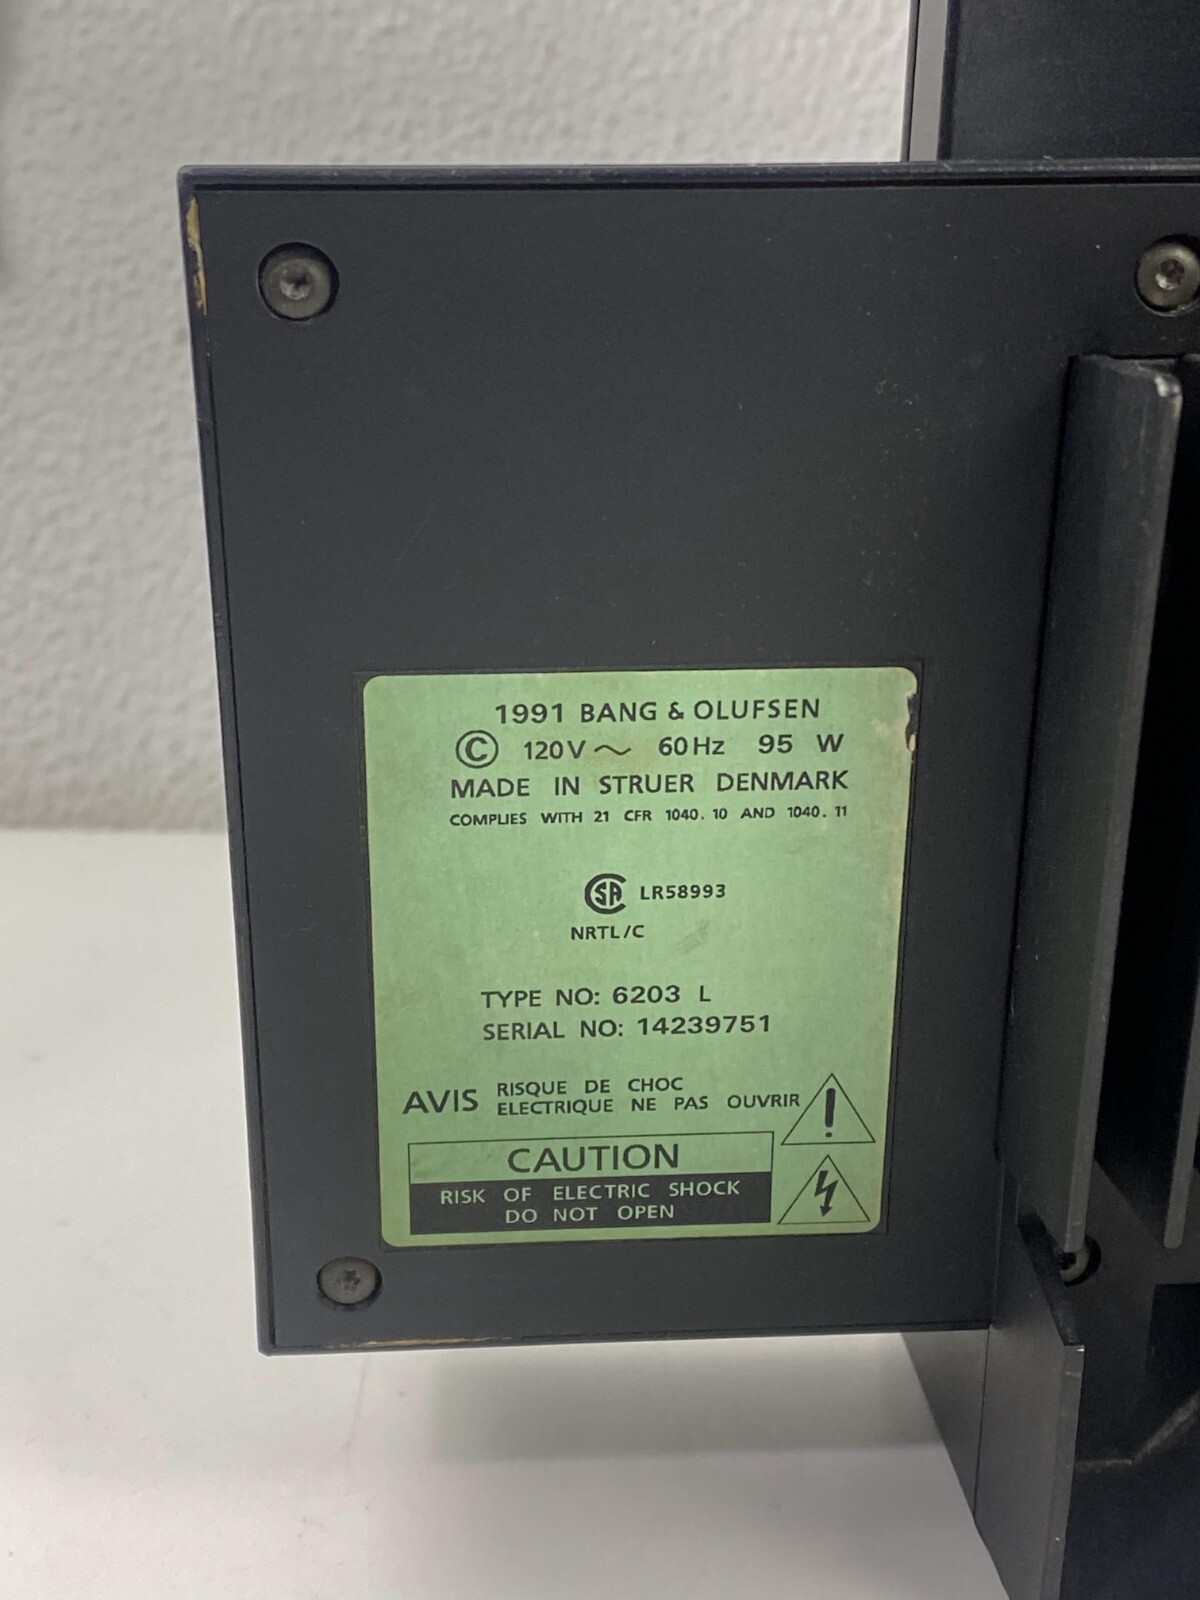 1991 BANG & OLUFSEN
© 120V ~ 60Hz 95 W
MADE IN STRUER DENMARK
COMPLIES WITH 21 CFR 1040.10 AND 1040.11
CSA LR58993
NRTL/C
TYPE NO: 6203 L
SERIAL NO: 14239751
AVIS RISQUE DE CHOC
ELECTRIQUE NE PAS OUVRIR
!
CAUTION
RISK OF ELECTRIC SHOCK
DO NOT OPEN